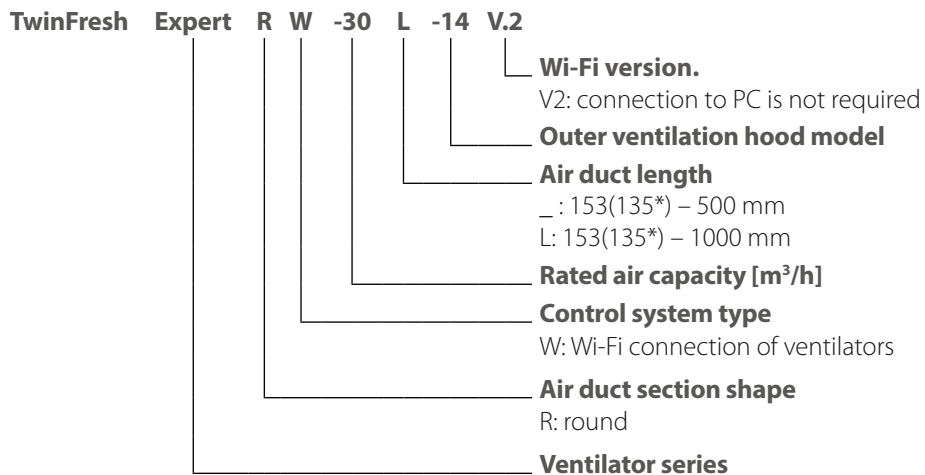 TwinFresh Expert R W -30 L -14 V.2
Wi-Fi version.
V2: connection to PC is not required
Outer ventilation hood model
Air duct length
_ : 153(135*) – 500 mm
L: 153(135*) – 1000 mm
Rated air capacity [m³/h]
Control system type
W: Wi-Fi connection of ventilators
Air duct section shape
R: round
Ventilator series